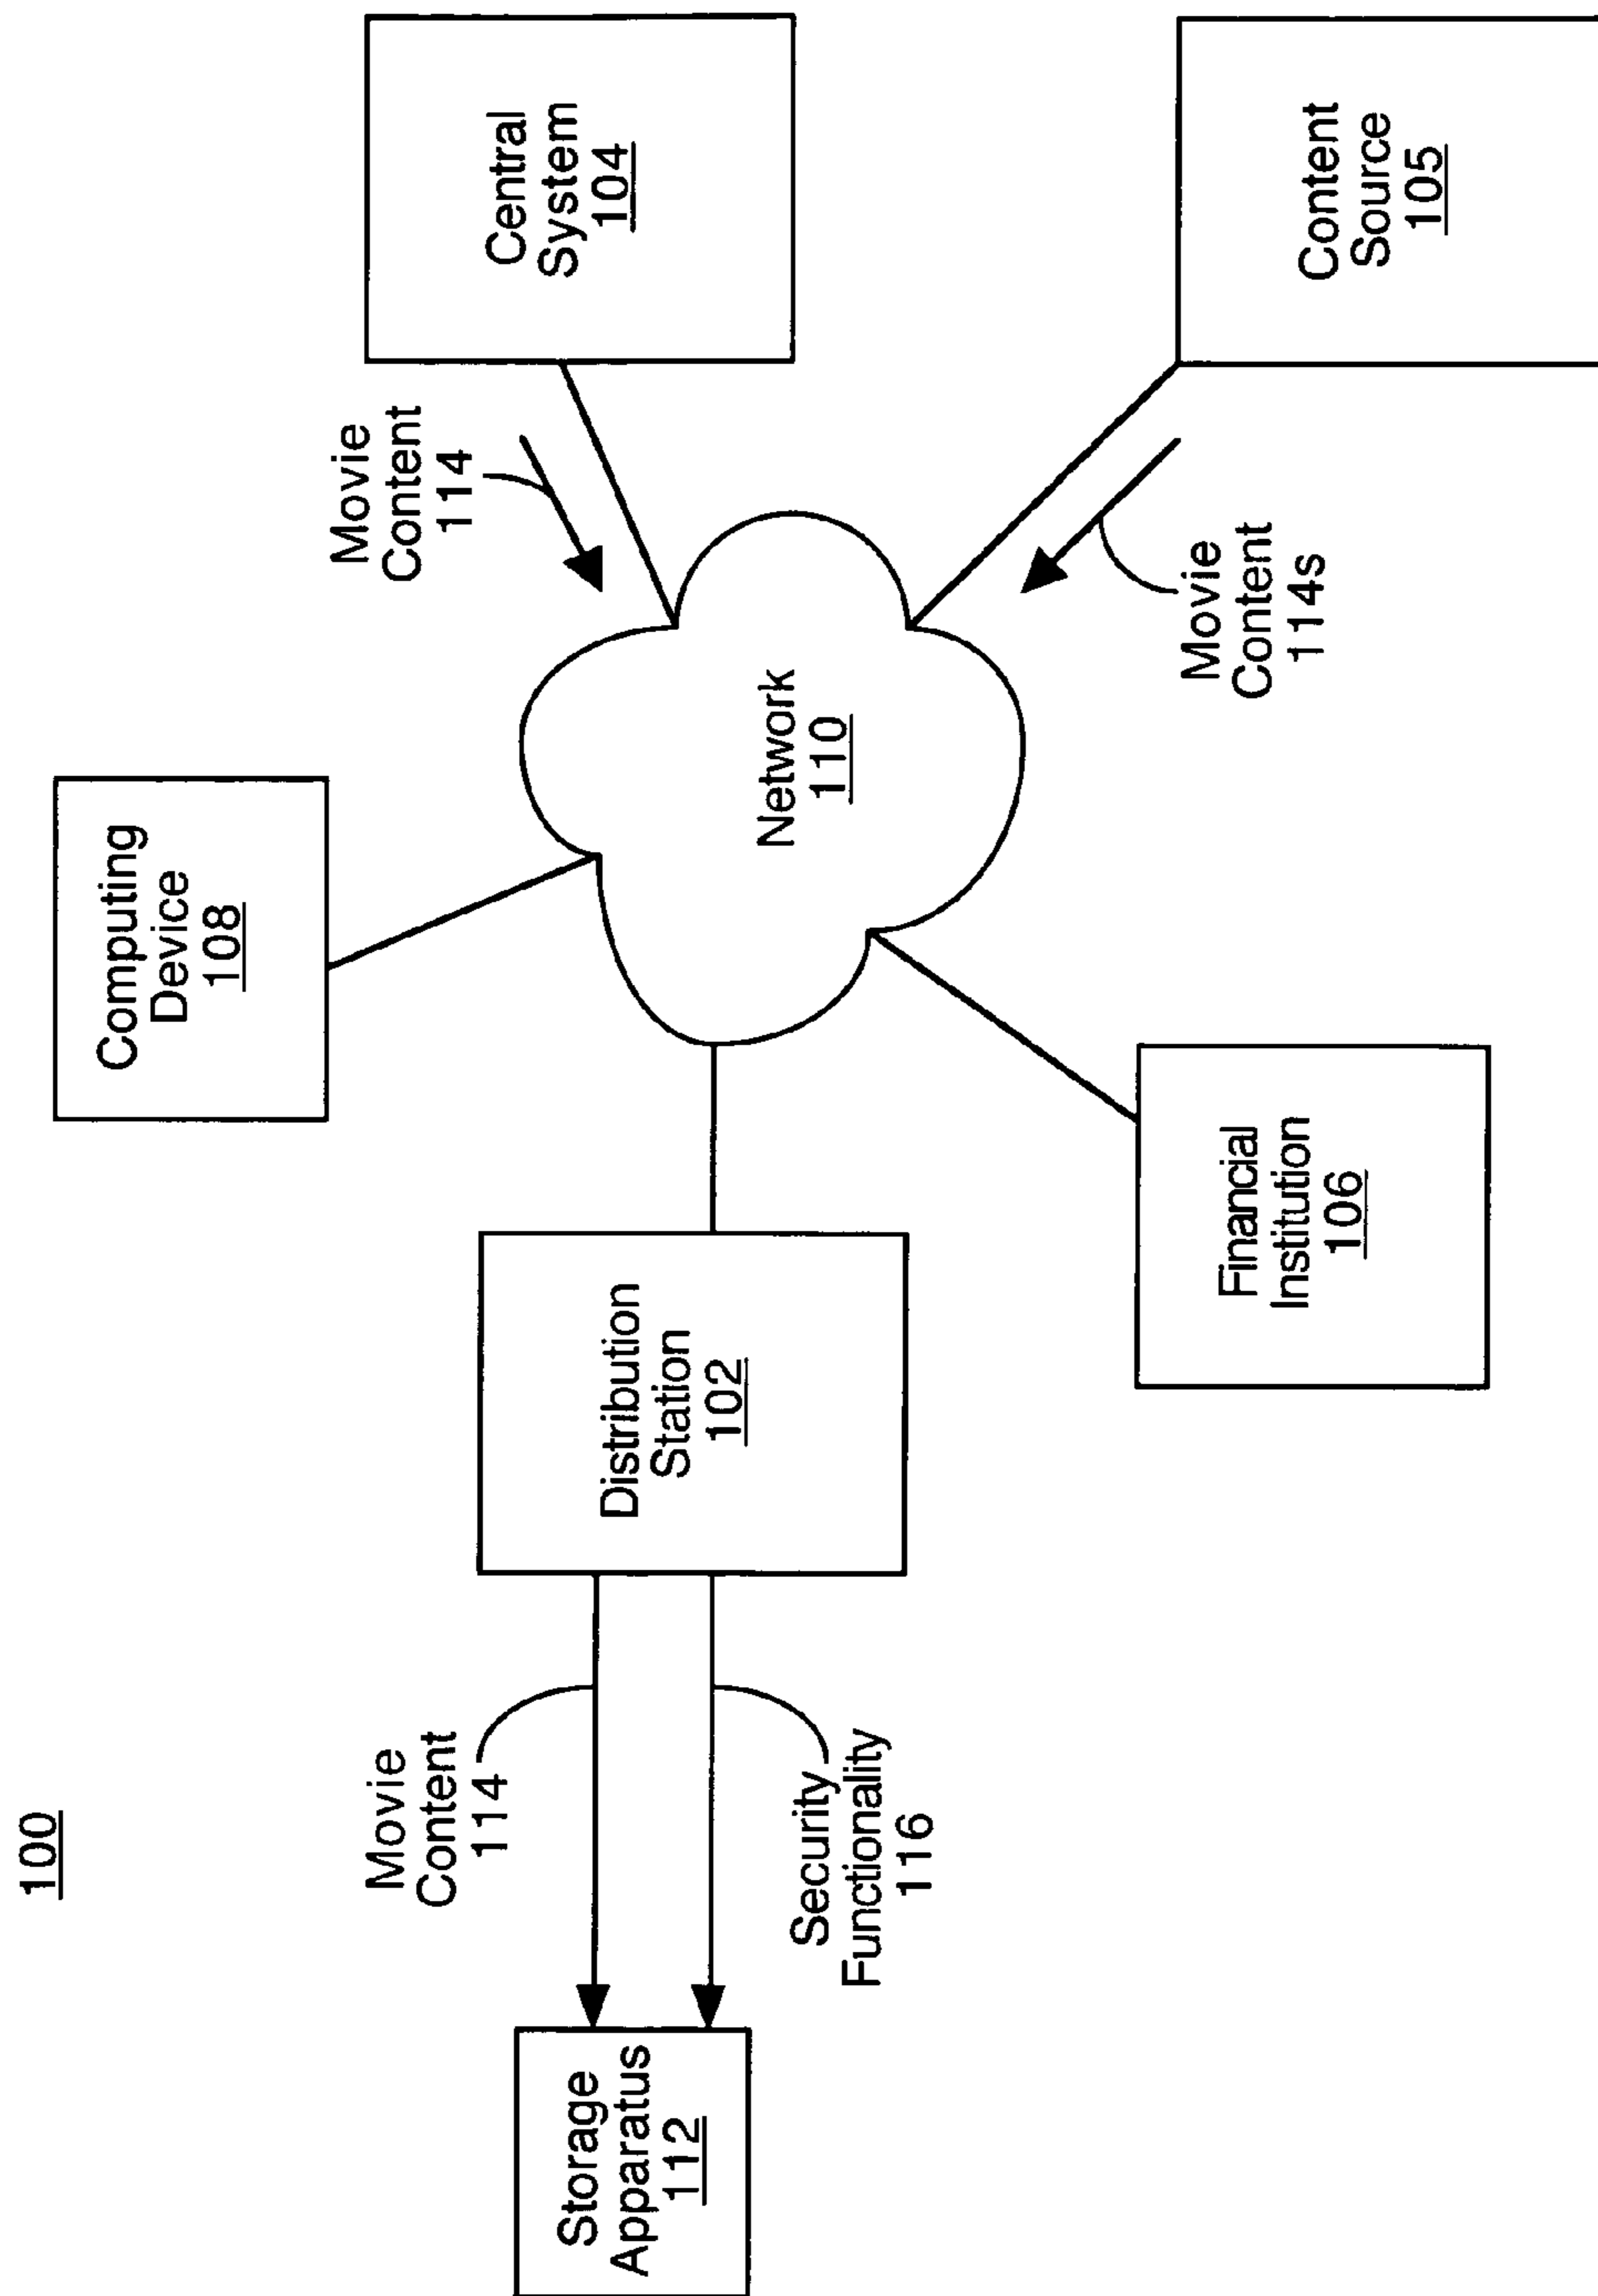 100
Storage
Apparatus
112
Movie
Content
114
Security
Functionality
116
Distribution
Station
102
Computing
Device
108
Financial
Institution
106
Network
110
Movie
Content
114
Movie
Content
114s
Central
System
104
Content
Source
105